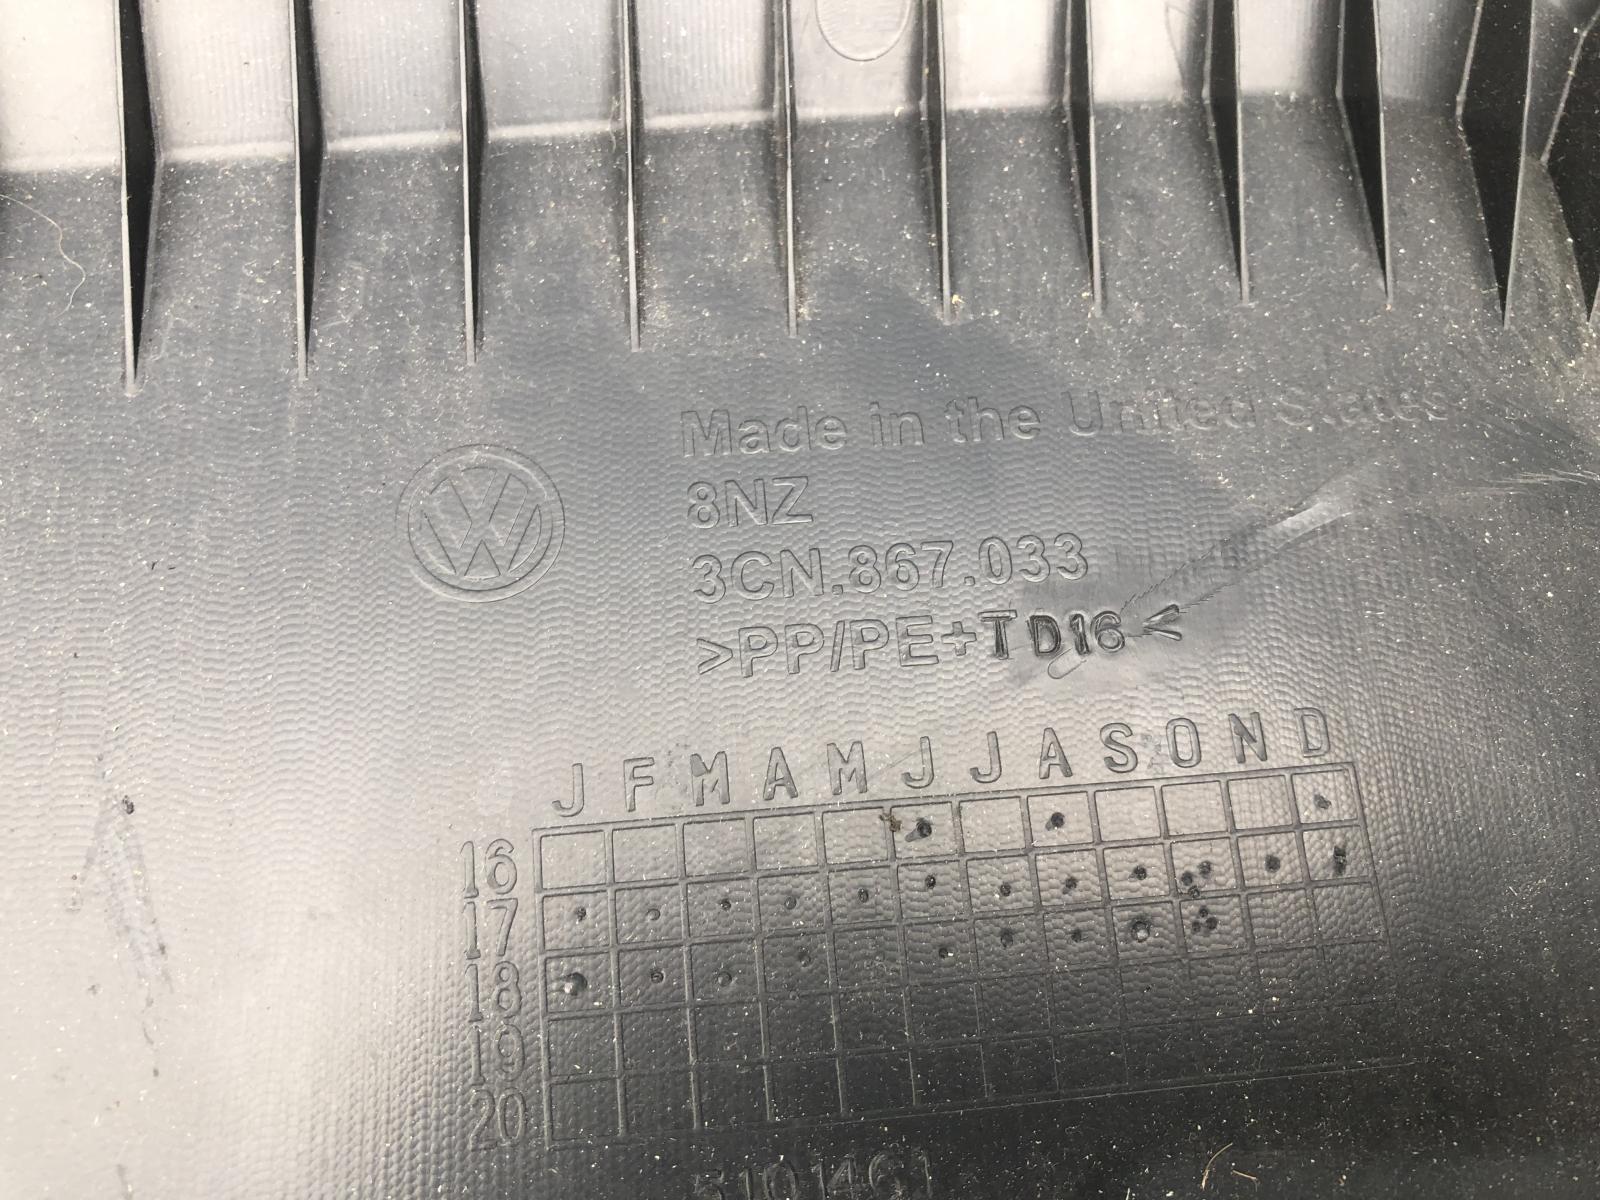 Made in the United States
8NZ
3CN.867.033
>PP/PE+TD16<
J F M A M J J A S O N D
16
17
18
19
20